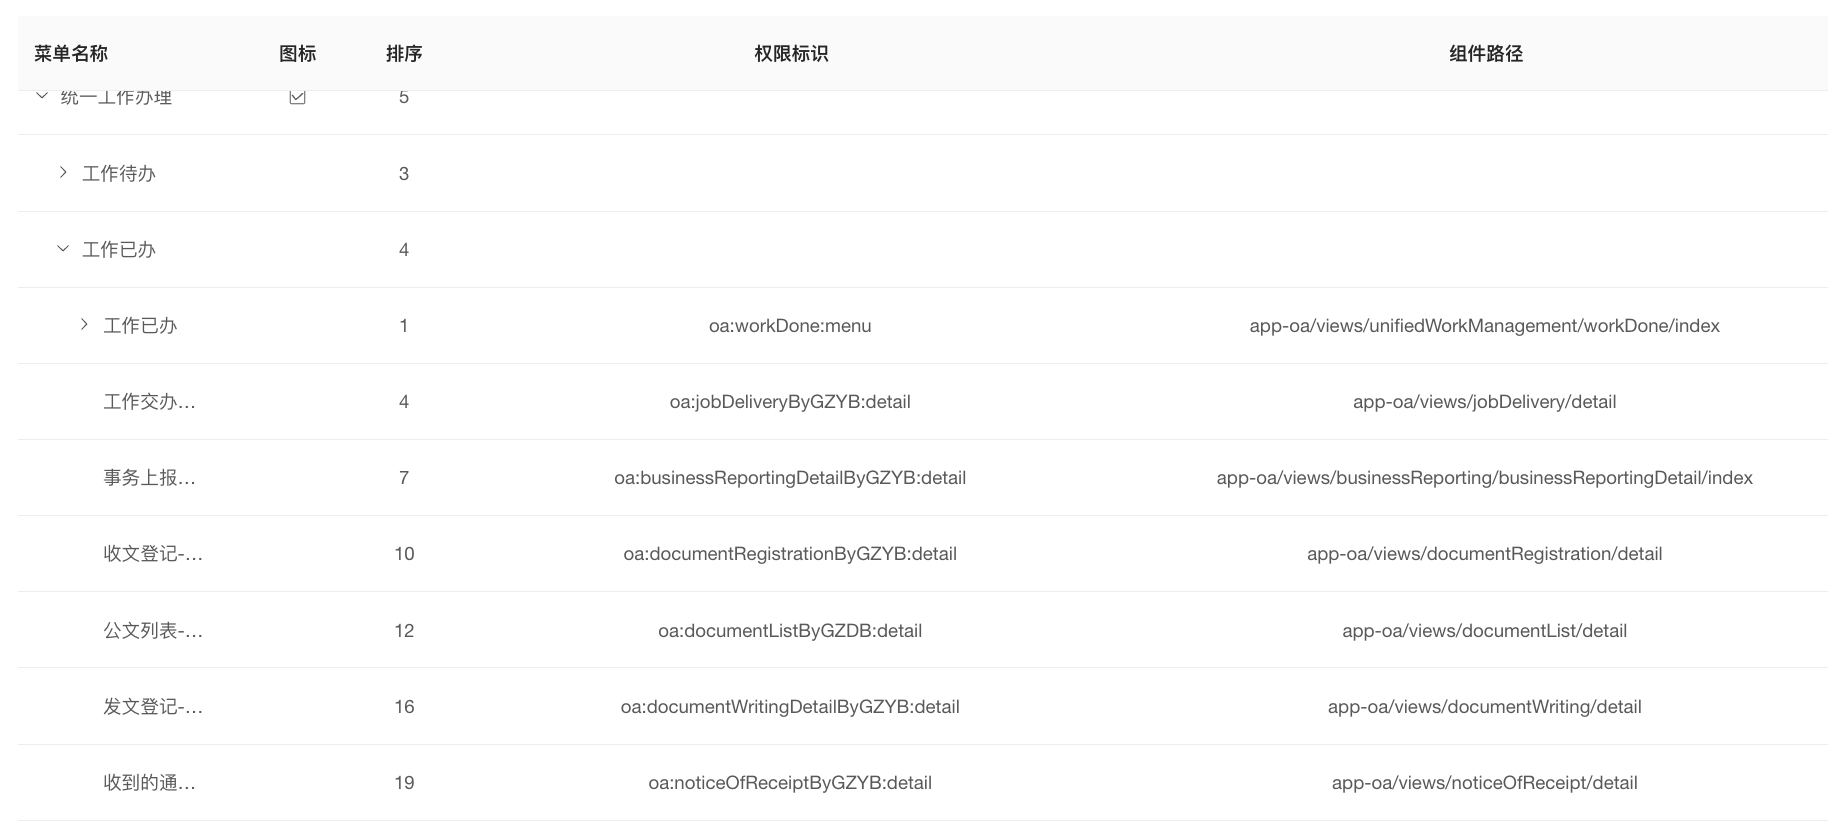 菜单名称 图标 排序 权限标识 组件路径
统一工作办理 5
工作待办 3
工作已办 4
工作已办 1 oa:workDone:menu app-oa/views/unifiedWorkManagement/workDone/index
工作交办... 4 oa:jobDeliveryByGZYB:detail app-oa/views/jobDelivery/detail
事务上报... 7 oa:businessReportingDetailByGZYB:detail app-oa/views/businessReporting/businessReportingDetail/index
收文登记-... 10 oa:documentRegistrationByGZYB:detail app-oa/views/documentRegistration/detail
公文列表-... 12 oa:documentListByGZDB:detail app-oa/views/documentList/detail
发文登记-... 16 oa:documentWritingDetailByGZYB:detail app-oa/views/documentWriting/detail
收到的通... 19 oa:noticeOfReceiptByGZYB:detail app-oa/views/noticeOfReceipt/detail